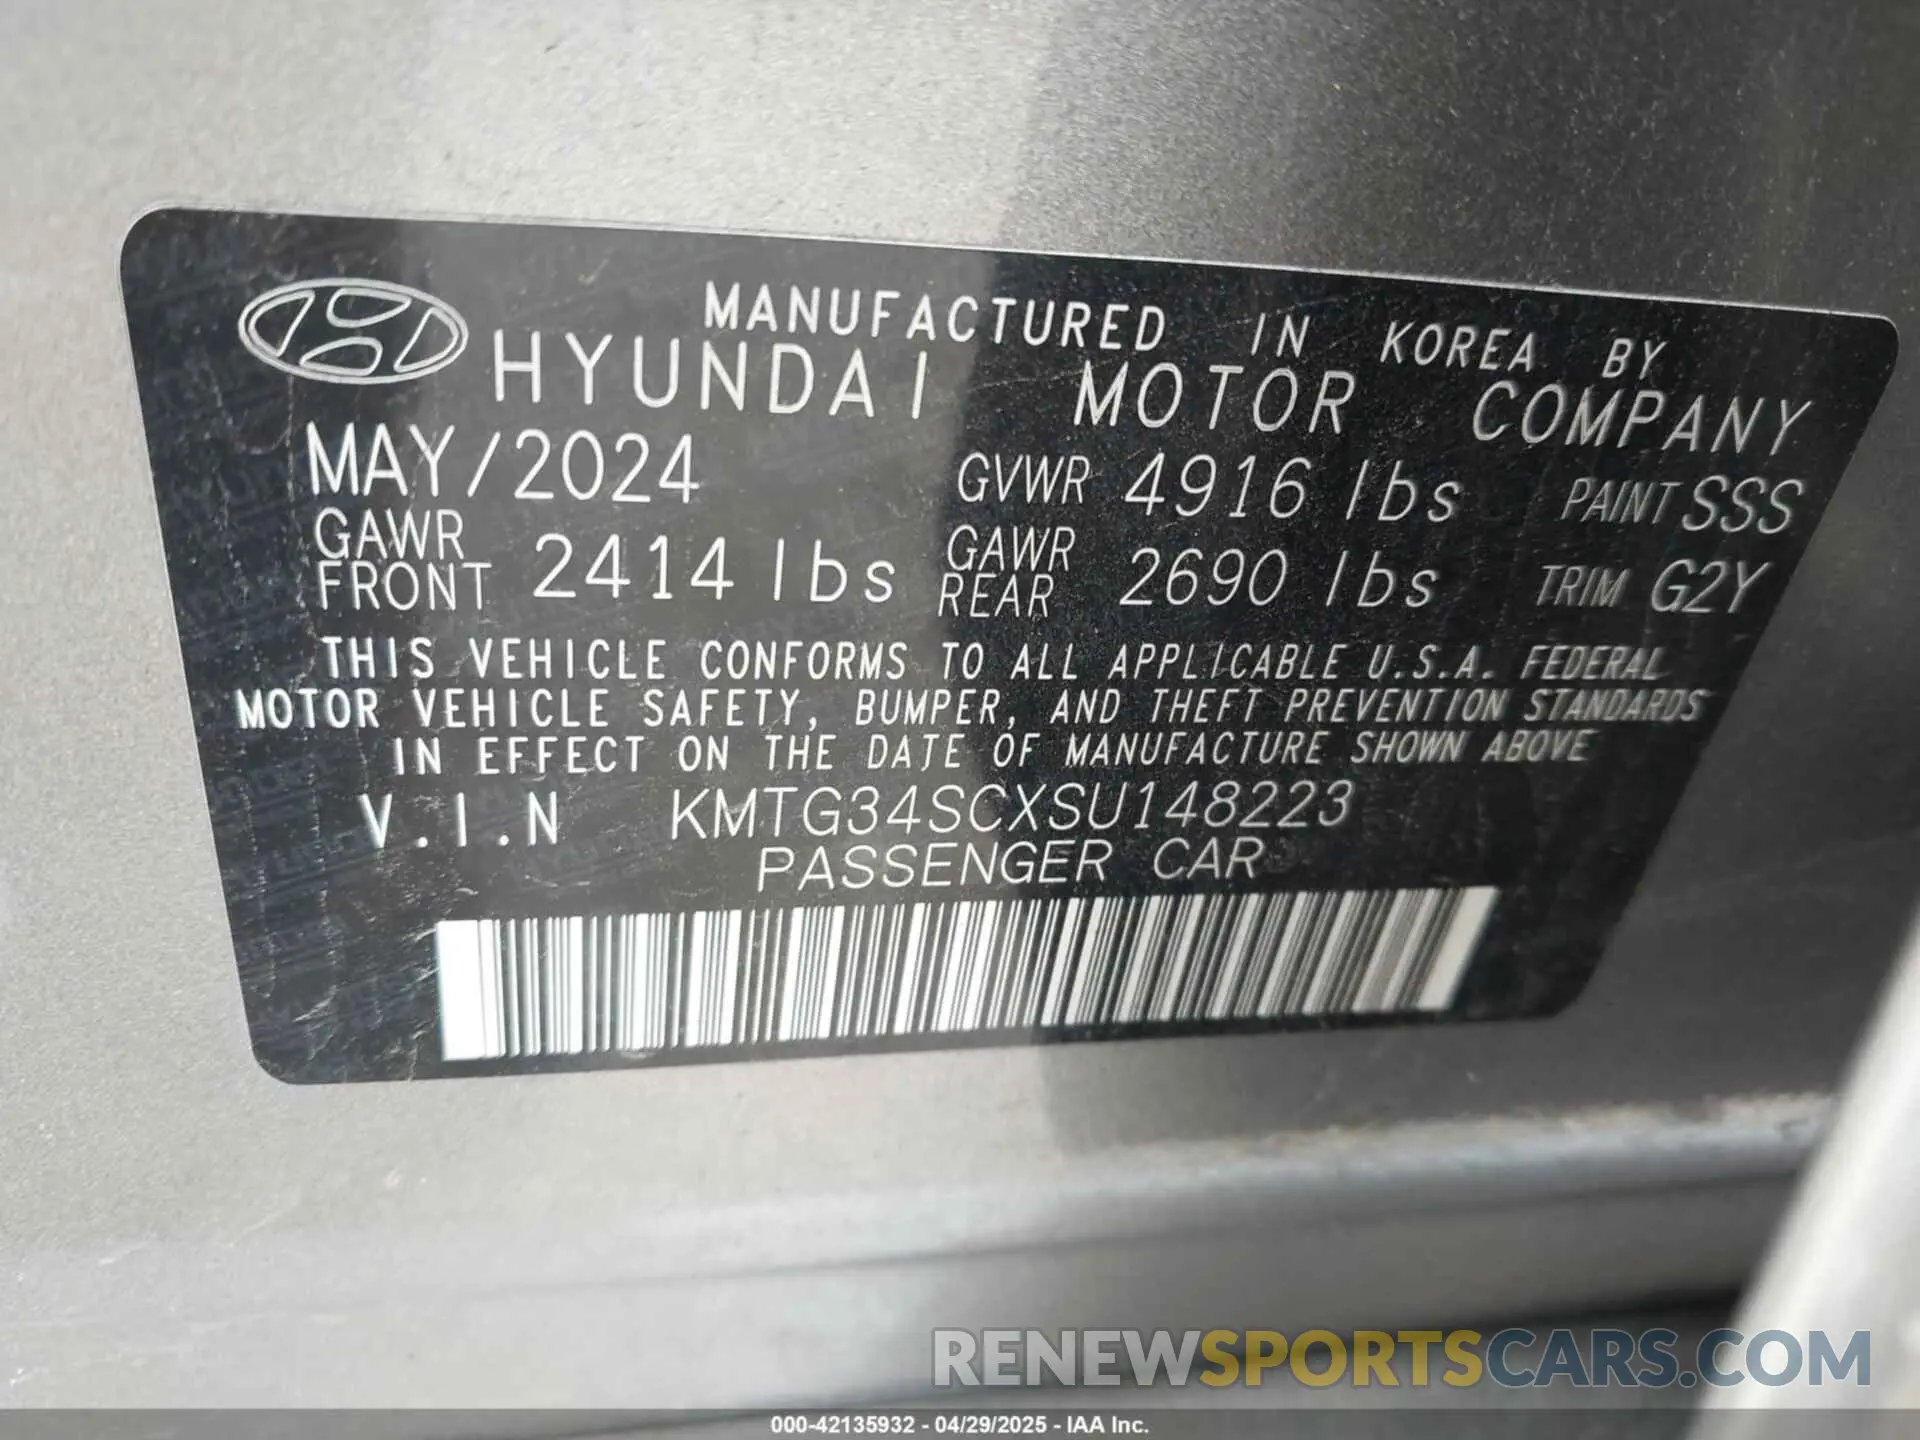 MANUFACTURED IN KOREA BY
HYUNDAI MOTOR COMPANY
MAY/2024 GVWR 4916 lbs PAINT SSS
GAWR FRONT 2414 lbs GAWR REAR 2690 lbs TRIM G2Y
THIS VEHICLE CONFORMS TO ALL APPLICABLE U.S.A. FEDERAL
MOTOR VEHICLE SAFETY, BUMPER, AND THEFT PREVENTION STANDARDS
IN EFFECT ON THE DATE OF MANUFACTURE SHOWN ABOVE
V.I.N KMTG34SCXSU148223
PASSENGER CAR
RENEWSPORTSCARS.COM
000-42135932 - 04/29/2025 - IAA Inc.